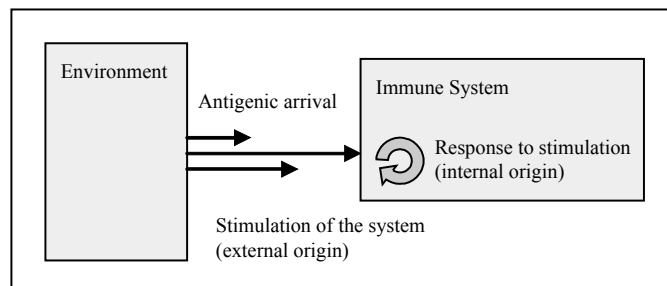 Environment
Antigenic arrival
Immune System
Response to stimulation
(internal origin)
Stimulation of the system
(external origin)